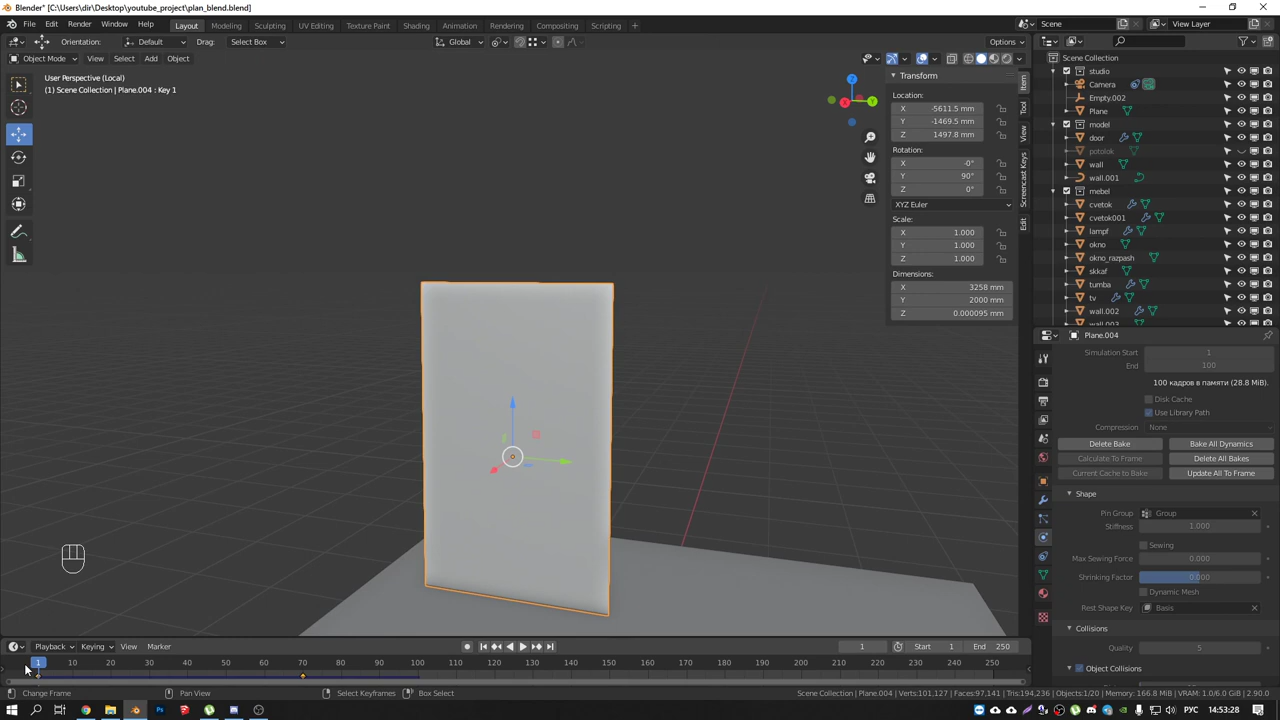 Blender* [C:\Users\dir\Desktop\youtube_project\plan_blend.blend]
File Edit Render Window Help Layout Modeling Sculpting UV Editing Texture Paint Shading Animation Rendering Compositing Scripting + Scene View Layer
Orientation: Default Drag: Select Box Global Options
Object Mode View Select Add Object
User Perspective (Local)
(1) Scene Collection | Plane.004 : Key 1
Transform
Location:
X -5611.5 mm
Y -1469.5 mm
Z 1497.8 mm
Rotation:
X -0°
Y 90°
Z 0°
XYZ Euler
Scale:
X 1.000
Y 1.000
Z 1.000
Dimensions:
X 3258 mm
Y 2000 mm
Z 0.000095 mm
Item
Tool
View
Screencast Keys
Edit
Scene Collection
studio
Camera
Empty.002
Plane
model
door
potolok
wall
wall.001
mebel
cvetok
cvetok001
lampf
okno
okno_razpash
skkaf
tumba
tv
wall.002
wall.003
Plane.004
Simulation Start 1
End 100
100 кадров в памяти (28.8 MiB).
Disk Cache
Use Library Path
Compression None
Delete Bake Bake All Dynamics
Calculate To Frame Delete All Bakes
Current Cache to Bake Update All To Frame
Shape
Pin Group Group
Stiffness 1.000
Sewing
Max Sewing Force 0.000
Shrinking Factor 0.000
Dynamic Mesh
Rest Shape Key Basis
Collisions
Quality 5
Object Collisions
Playback Keying View Marker 1 Start 1 End 250
1 10 20 30 40 50 60 70 80 90 100 110 120 130 140 150 160 170 180 190 200 210 220 230 240 250
Change Frame Pan View Select Keyframes Box Select Scene Collection | Plane.004 | Verts:101,127 | Faces:97,141 | Tris:194,236 | Objects:1/20 | Memory: 166.8 MiB | VRAM: 1.0/6.0 GiB | 2.90.0
РУС 14:53:28